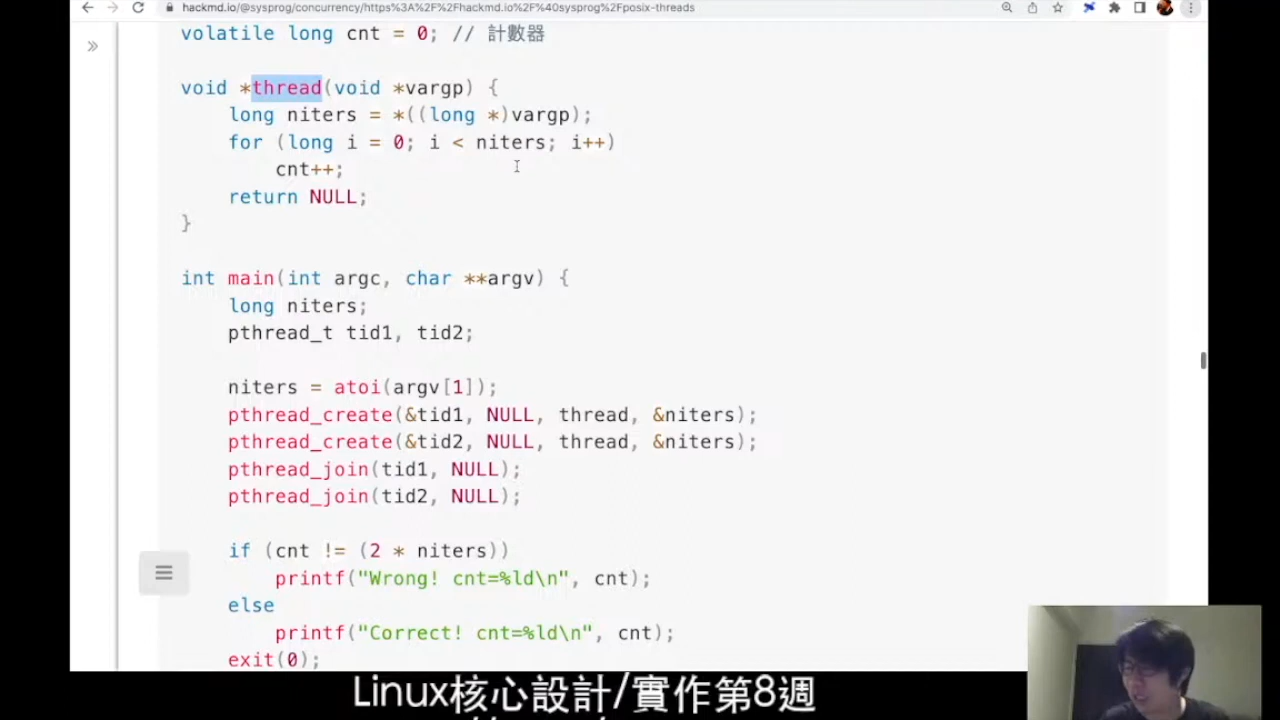 hackmd.io/@sysprog/concurrency/https%3A%2F%2Fhackmd.io%2F%40sysprog%2Fposix-threads
volatile long cnt = 0; // 計數器
void *thread(void *vargp) {
long niters = *((long *)vargp);
for (long i = 0; i < niters; i++)
cnt++;
return NULL;
}
int main(int argc, char **argv) {
long niters;
pthread_t tid1, tid2;
niters = atoi(argv[1]);
pthread_create(&tid1, NULL, thread, &niters);
pthread_create(&tid2, NULL, thread, &niters);
pthread_join(tid1, NULL);
pthread_join(tid2, NULL);
if (cnt != (2 * niters))
printf("Wrong! cnt=%ld\n", cnt);
else
printf("Correct! cnt=%ld\n", cnt);
exit(0);
Linux核心設計/實作第8週